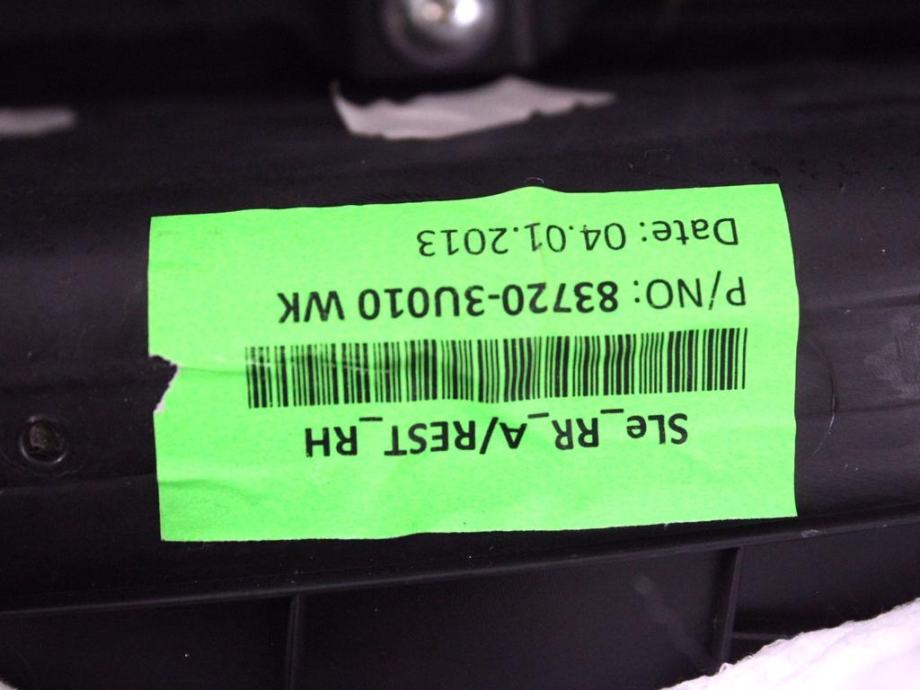 SLe_RR_A/REST_RH
P/NO: 83720-3U010 WK
Date: 04.01.2013